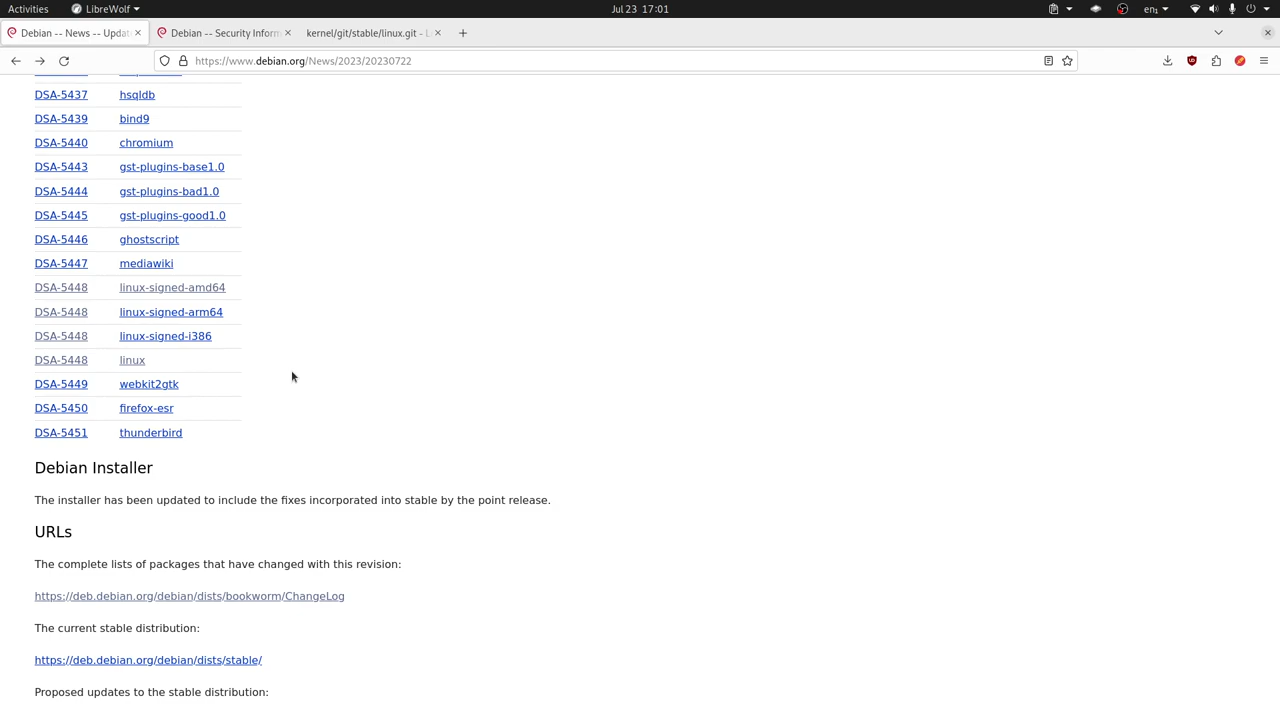 Activities LibreWolf Jul 23 17:01 en₁
Debian -- News -- Upda Debian -- Security Inform kernel/git/stable/linux.git - L
https://www.debian.org/News/2023/20230722
DSA-5437 hsqldb
DSA-5439 bind9
DSA-5440 chromium
DSA-5443 gst-plugins-base1.0
DSA-5444 gst-plugins-bad1.0
DSA-5445 gst-plugins-good1.0
DSA-5446 ghostscript
DSA-5447 mediawiki
DSA-5448 linux-signed-amd64
DSA-5448 linux-signed-arm64
DSA-5448 linux-signed-i386
DSA-5448 linux
DSA-5449 webkit2gtk
DSA-5450 firefox-esr
DSA-5451 thunderbird
Debian Installer
The installer has been updated to include the fixes incorporated into stable by the point release.
URLs
The complete lists of packages that have changed with this revision:
https://deb.debian.org/debian/dists/bookworm/ChangeLog
The current stable distribution:
https://deb.debian.org/debian/dists/stable/
Proposed updates to the stable distribution: